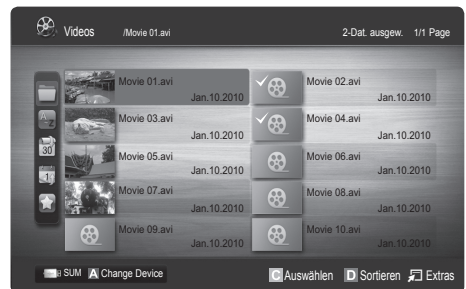 Videos /Movie 01.avi 2-Dat. ausgew. 1/1 Page
Movie 01.avi Movie 02.avi
Jan.10.2010 Jan.10.2010
Movie 03.avi Movie 04.avi
Jan.10.2010 Jan.10.2010
Movie 05.avi Movie 06.avi
Jan.10.2010 Jan.10.2010
Movie 07.avi Movie 08.avi
Jan.10.2010 Jan.10.2010
Movie 09.avi Movie 10.avi
Jan.10.2010 Jan.10.2010
A
Z
30
1
SUM A Change Device C Auswählen D Sortieren Extras